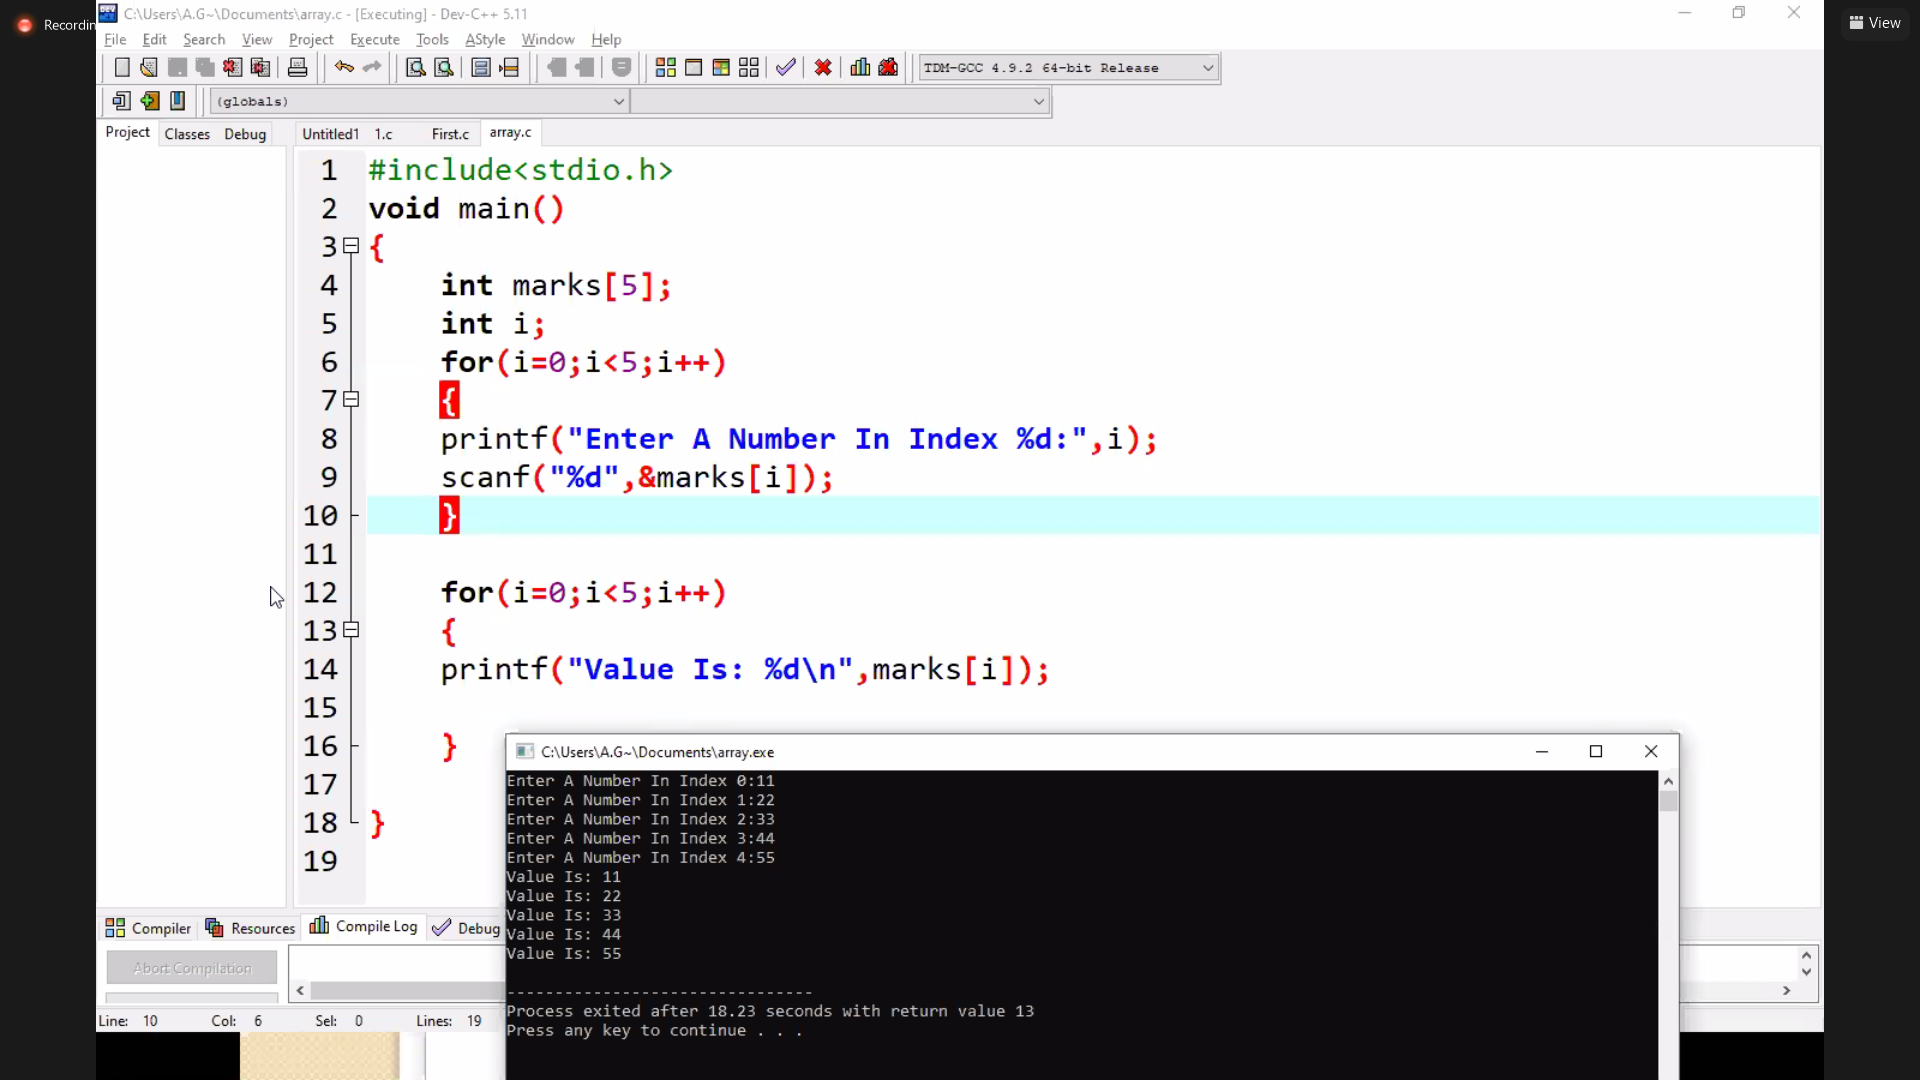 Recordin
View
C:\Users\A.G~\Documents\array.c - [Executing] - Dev-C++ 5.11
File Edit Search View Project Execute Tools AStyle Window Help
TDM-GCC 4.9.2 64-bit Release
(globals)
Project Classes Debug
Untitled1 1.c First.c array.c
1 #include<stdio.h>
2 void main()
3 {
4 int marks[5];
5 int i;
6 for(i=0;i<5;i++)
7 {
8 printf("Enter A Number In Index %d:",i);
9 scanf("%d",&marks[i]);
10 }
11
12 for(i=0;i<5;i++)
13 {
14 printf("Value Is: %d\n",marks[i]);
15
16 }
17
18 }
19
C:\Users\A.G~\Documents\array.exe
Enter A Number In Index 0:11
Enter A Number In Index 1:22
Enter A Number In Index 2:33
Enter A Number In Index 3:44
Enter A Number In Index 4:55
Value Is: 11
Value Is: 22
Value Is: 33
Value Is: 44
Value Is: 55
--------------------------------
Process exited after 18.23 seconds with return value 13
Press any key to continue . . .
Compiler Resources Compile Log Debug
Abort Compilation
Line: 10 Col: 6 Sel: 0 Lines: 19